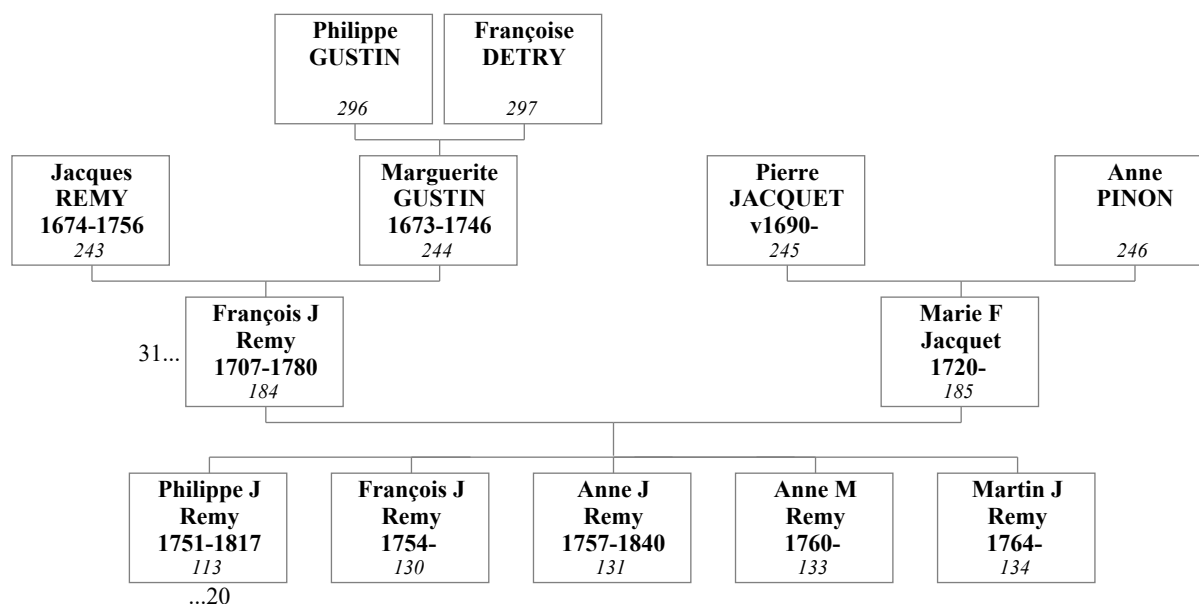 Philippe
GUSTIN
296
Françoise
DETRY
297
Jacques
REMY
1674-1756
243
Marguerite
GUSTIN
1673-1746
244
Pierre
JACQUET
v1690-
245
Anne
PINON
246
31...
François J
Remy
1707-1780
184
Marie F
Jacquet
1720-
185
Philippe J
Remy
1751-1817
113
...20
François J
Remy
1754-
130
Anne J
Remy
1757-1840
131
Anne M
Remy
1760-
133
Martin J
Remy
1764-
134